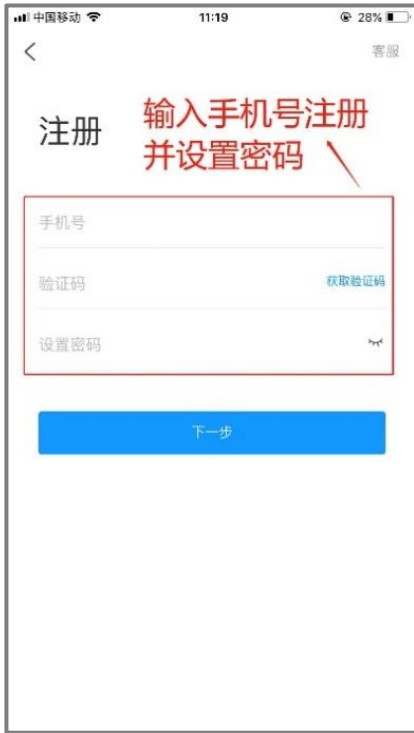 中国移动 11:19 28%
客服
注册
输入手机号注册
并设置密码
手机号
验证码 获取验证码
设置密码
下一步